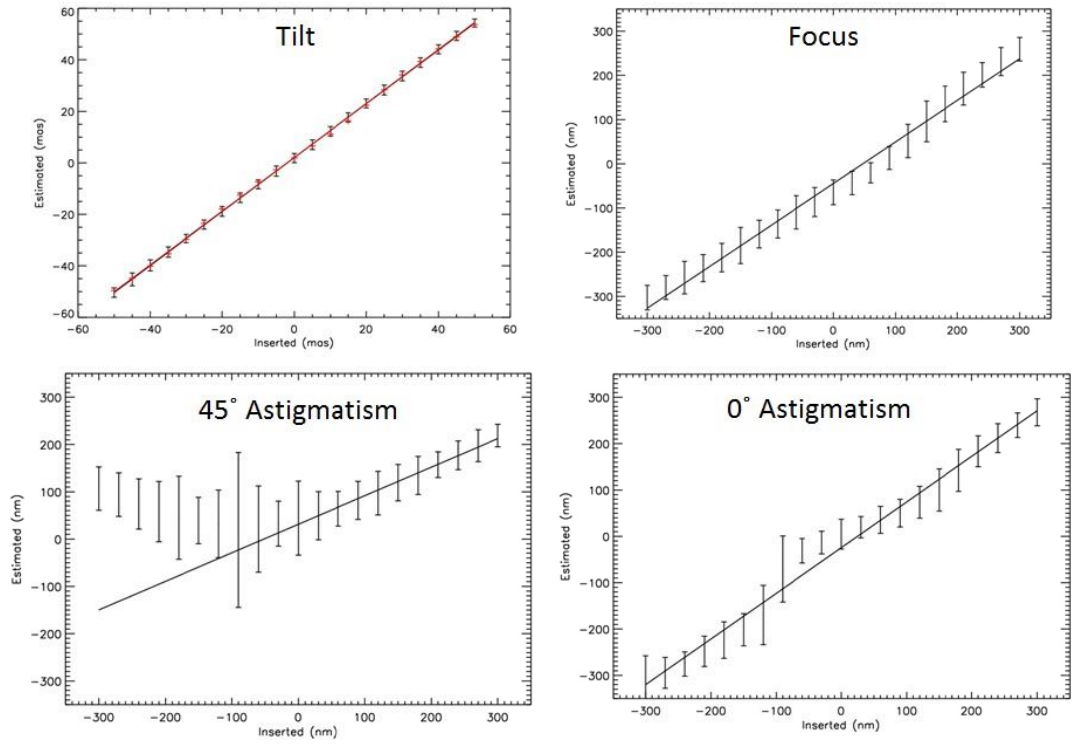 Tilt
60
40
20
0
−20
−40
−60
Estimated (mas)
−60 −40 −20 0 20 40 60
Inserted (mas)
Focus
300
200
100
0
−100
−200
−300
Estimated (nm)
−300 −200 −100 0 100 200 300
Inserted (nm)
45° Astigmatism
300
200
100
0
−100
−200
−300
Estimated (nm)
−300 −200 −100 0 100 200 300
Inserted (nm)
0° Astigmatism
300
200
100
0
−100
−200
−300
Estimated (nm)
−300 −200 −100 0 100 200 300
Inserted (nm)